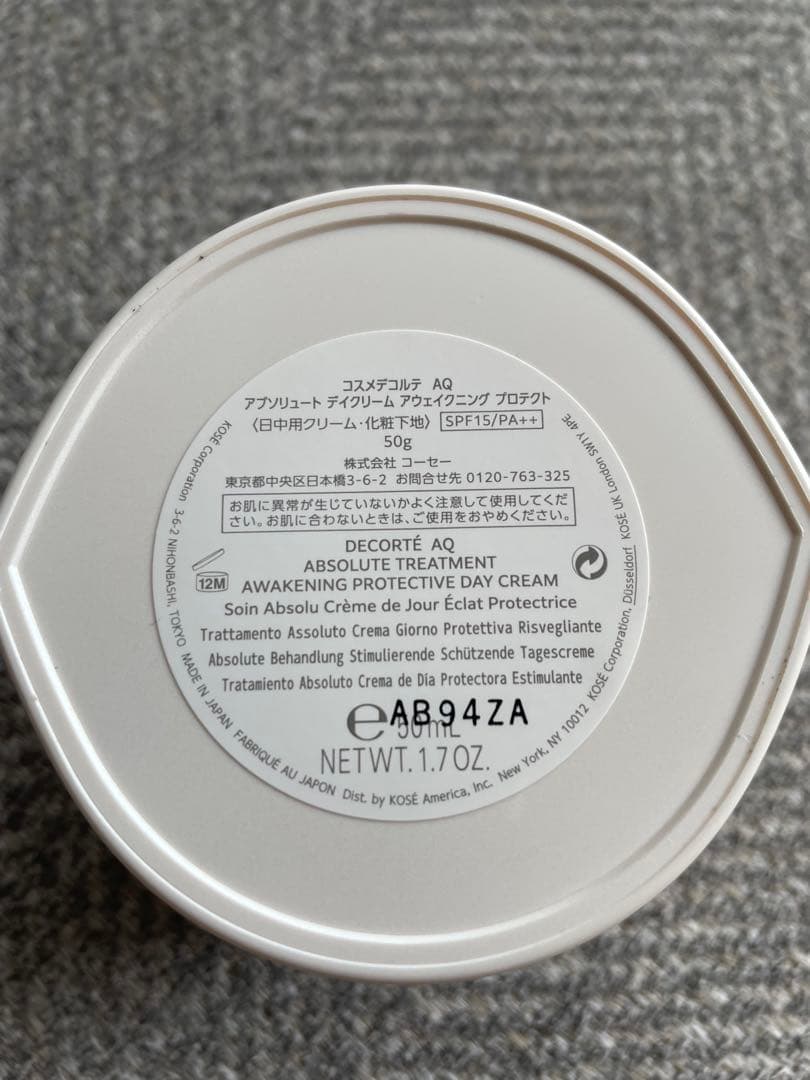 コスメデコルテ AQ
アブソリュート デイクリーム アウェイクニング プロテクト
〈日中用クリーム・化粧下地〉 SPF15/PA++
50g
株式会社 コーセー
東京都中央区日本橋3-6-2 お問合せ先 0120-763-325
お肌に異常が生じていないかよく注意して使用してくだ
さい。お肌に合わないときは、ご使用をおやめください。
DECORTÉ AQ
ABSOLUTE TREATMENT
12M AWAKENING PROTECTIVE DAY CREAM
Soin Absolu Crème de Jour Éclat Protectrice
Trattamento Assoluto Crema Giorno Protettiva Risvegliante
Absolute Behandlung Stimulierende Schützende Tagescreme
Tratamiento Absoluto Crema de Dia Protectora Estimulante
AB94ZA
℮ 50mL
NETWT.1.7OZ.
KOSÉ Corporation 3-6-2 NIHONBASHI, TOKYO MADE IN JAPAN FABRIQUÉ AU JAPON Dist. by KOSÉ America, Inc. New York, NY 10012 KOSÉ Corporation, Düsseldorf KOSÉ UK London SW1Y 4PE